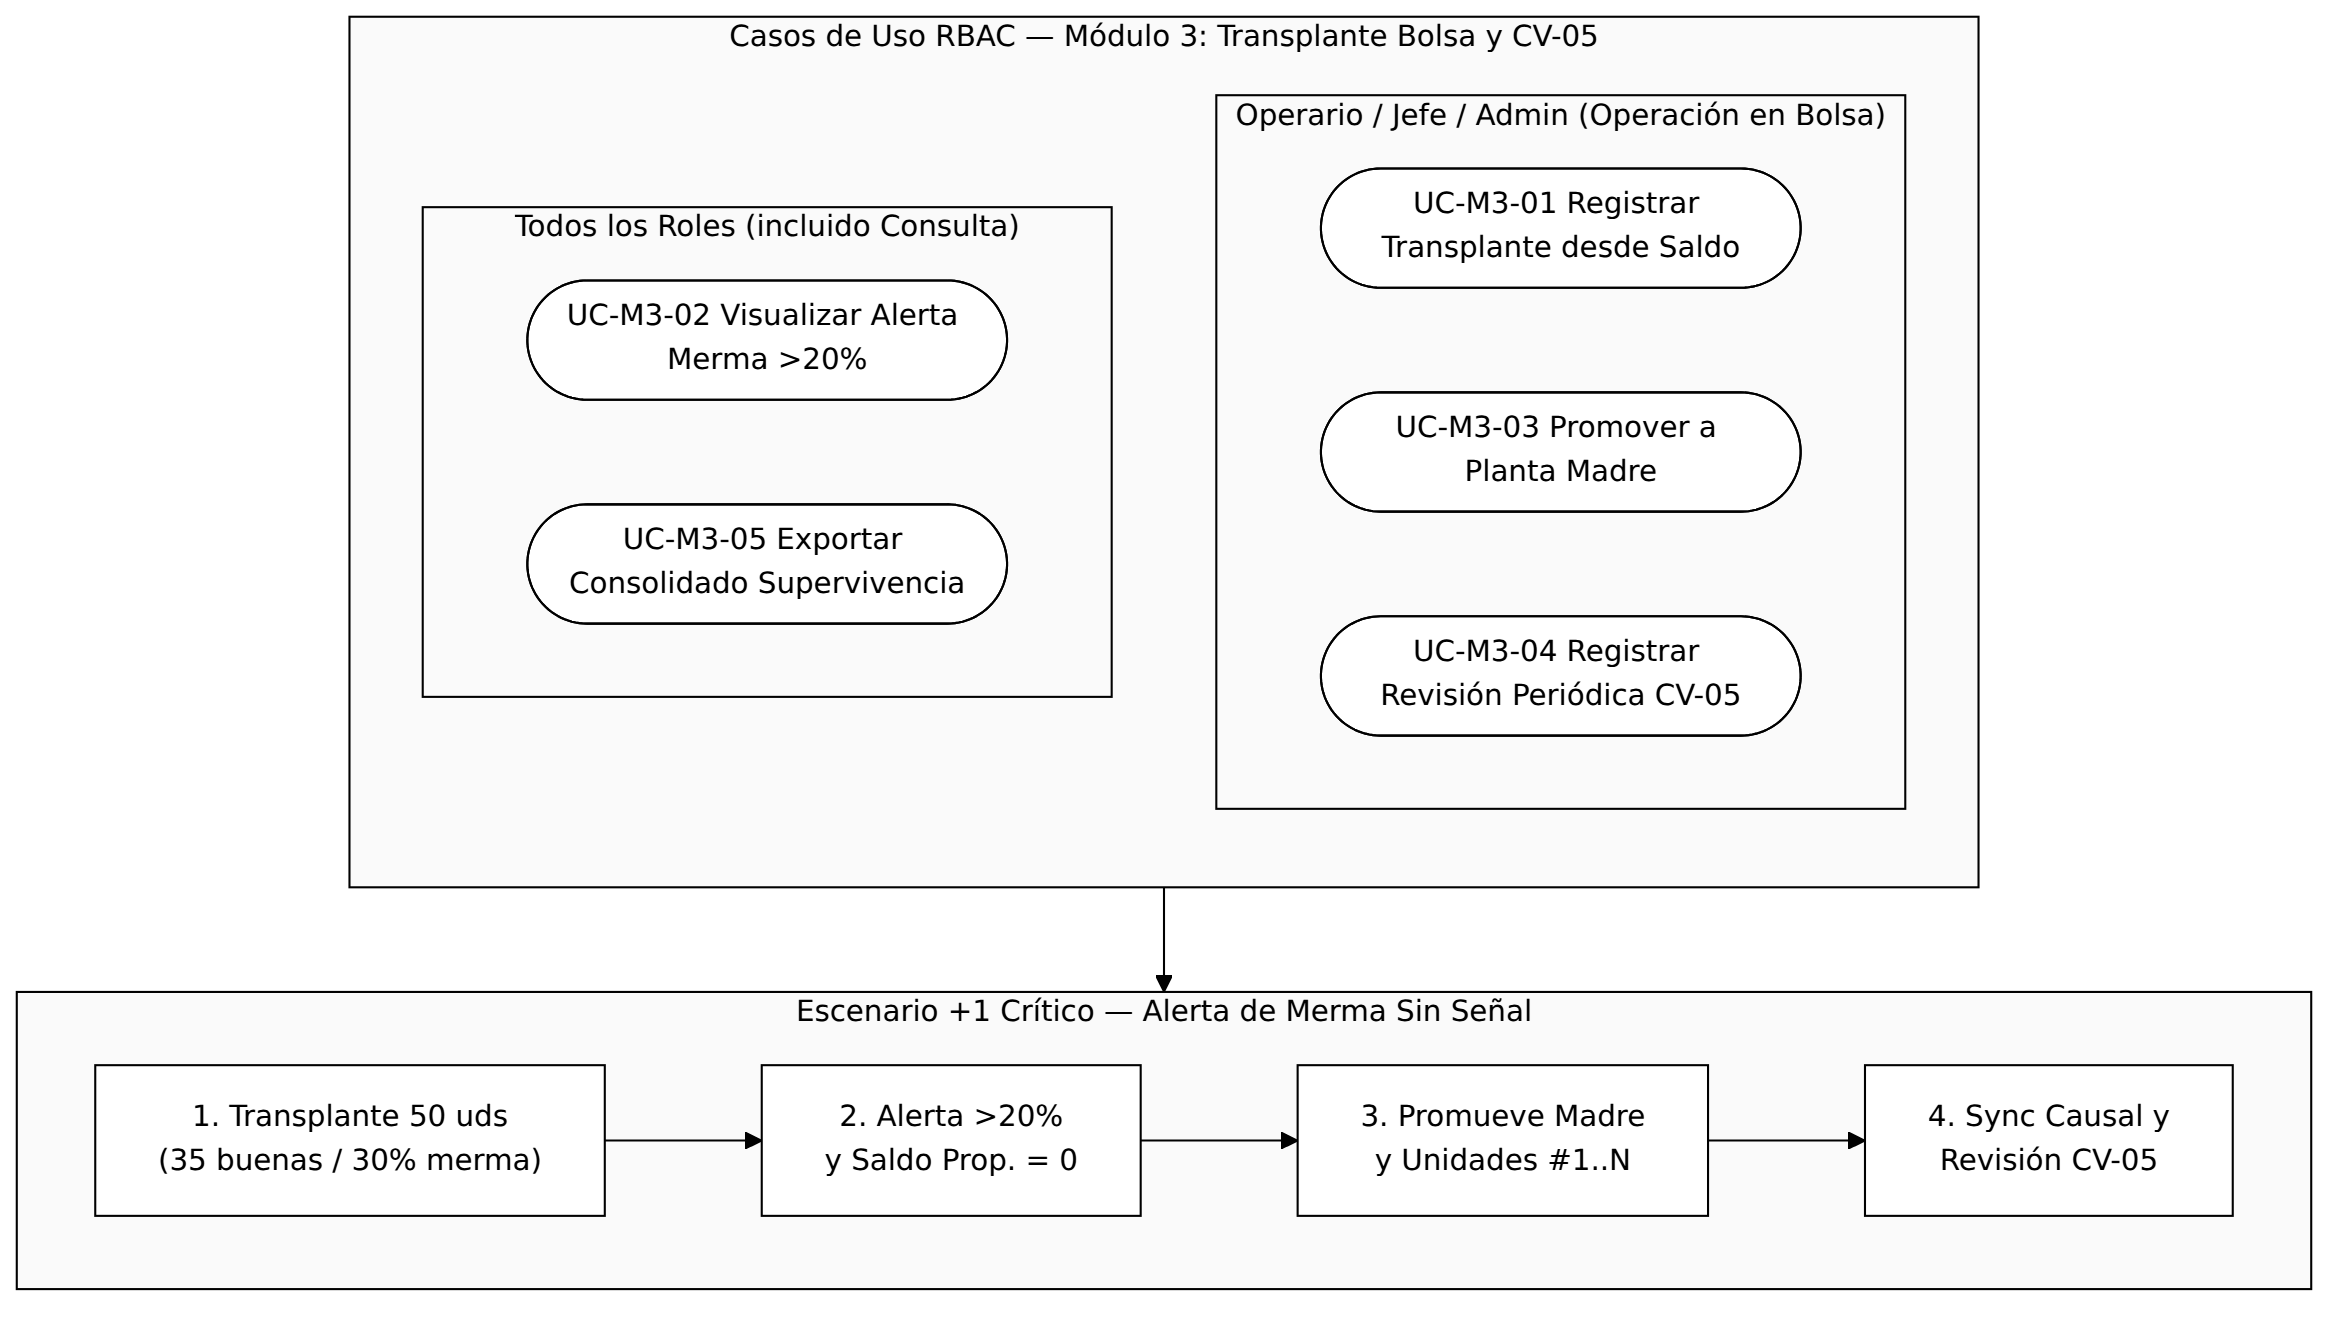 Casos de Uso RBAC — Módulo 3: Transplante Bolsa y CV-05
Todos los Roles (incluido Consulta)
UC-M3-02 Visualizar Alerta
Merma >20%
UC-M3-05 Exportar
Consolidado Supervivencia
Operario / Jefe / Admin (Operación en Bolsa)
UC-M3-01 Registrar
Transplante desde Saldo
UC-M3-03 Promover a
Planta Madre
UC-M3-04 Registrar
Revisión Periódica CV-05
Escenario +1 Crítico — Alerta de Merma Sin Señal
1. Transplante 50 uds
(35 buenas / 30% merma)
2. Alerta >20%
y Saldo Prop. = 0
3. Promueve Madre
y Unidades #1..N
4. Sync Causal y
Revisión CV-05